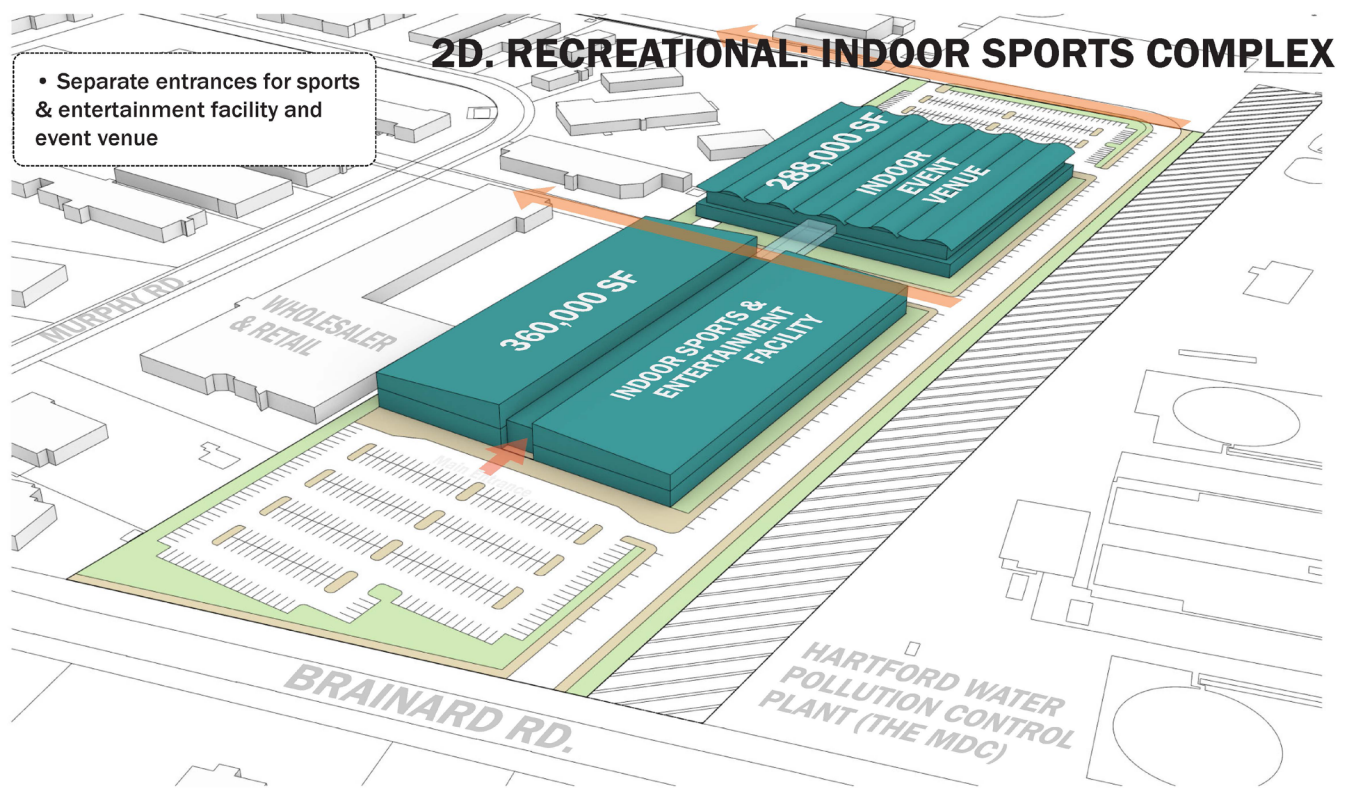 2D. RECREATIONAL: INDOOR SPORTS COMPLEX
• Separate entrances for sports
& entertainment facility and
event venue
288,000 SF
INDOOR
EVENT
VENUE
360,000 SF
INDOOR SPORTS &
ENTERTAINMENT
FACILITY
MURPHY RD.
WHOLESALER
& RETAIL
Main Entrance
BRAINARD RD.
HARTFORD WATER
POLLUTION CONTROL
PLANT (THE MDC)